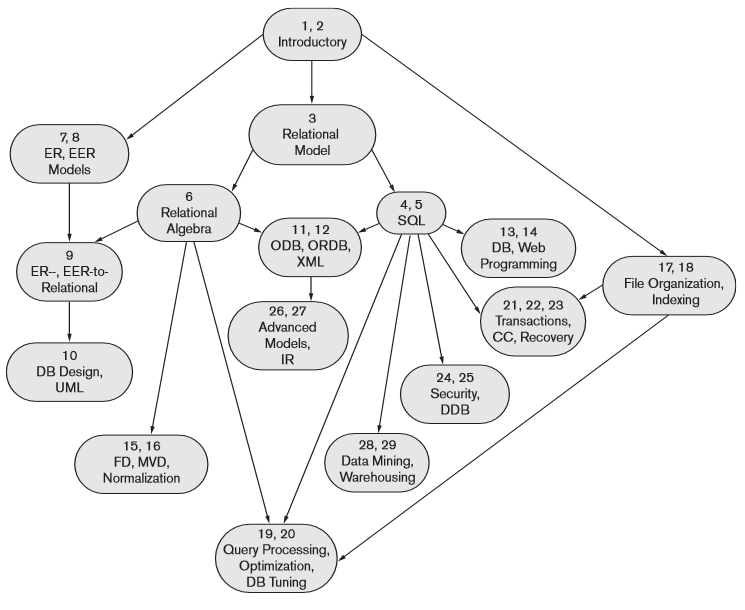 1, 2
Introductory
3
Relational
Model
7, 8
ER, EER
Models
6
Relational
Algebra
4, 5
SQL
11, 12
ODB, ORDB,
XML
13, 14
DB, Web
Programming
9
ER--, EER-to-
Relational
17, 18
File Organization,
Indexing
26, 27
Advanced
Models,
IR
21, 22, 23
Transactions,
CC, Recovery
10
DB Design,
UML
24, 25
Security,
DDB
15, 16
FD, MVD,
Normalization
28, 29
Data Mining,
Warehousing
19, 20
Query Processing,
Optimization,
DB Tuning